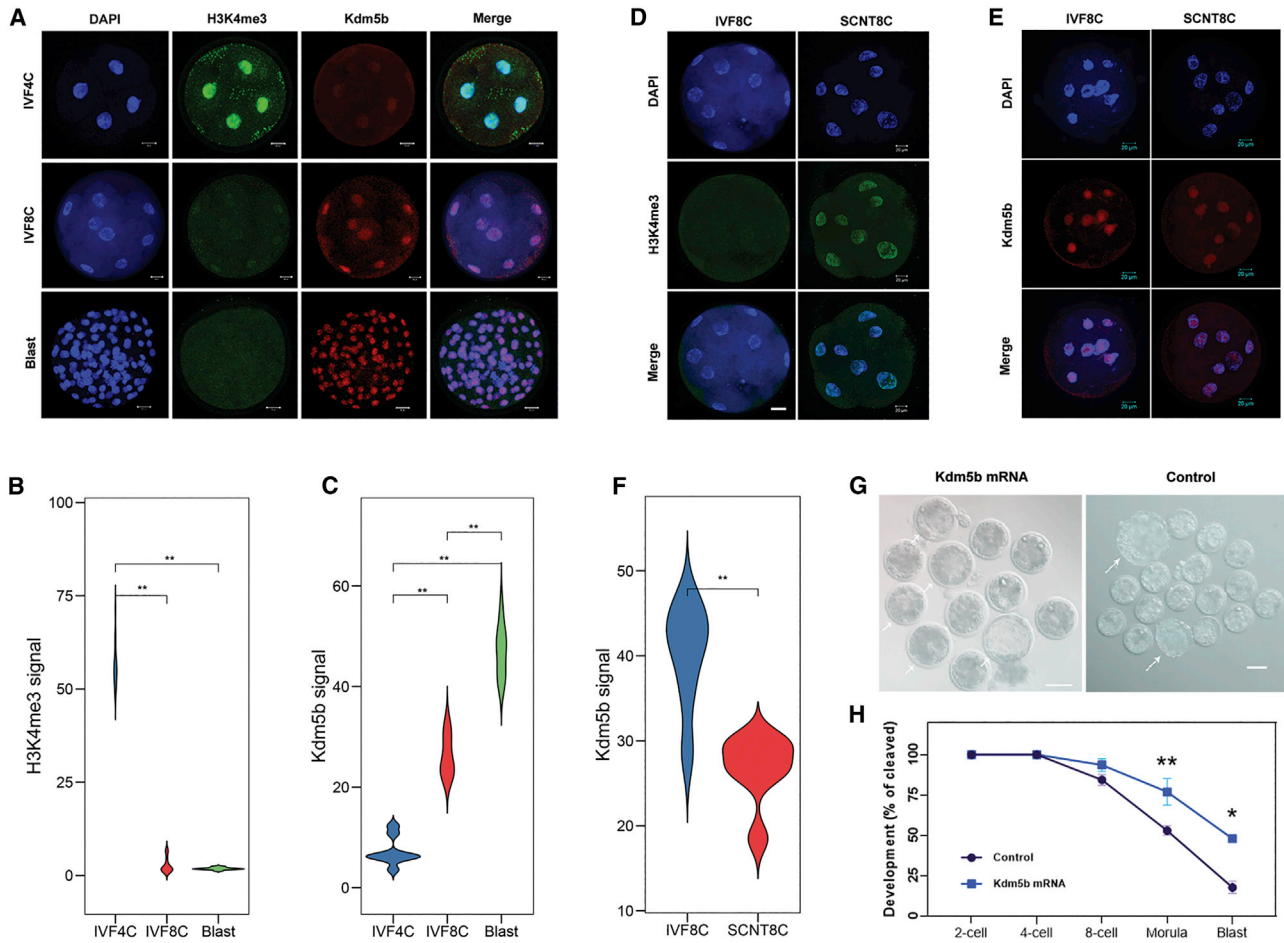 A
DAPI H3K4me3 Kdm5b Merge
IVF4C
IVF8C
Blast
D
IVF8C SCNT8C
DAPI
20 µm
H3K4me3
20 µm
Merge
20 µm
E
IVF8C SCNT8C
DAPI
20 µm 20 µm
Kdm5b
20 µm 20 µm
Merge
20 µm 20 µm
B
H3K4me3 signal
100
75
50
25
0
**
**
IVF4C IVF8C Blast
C
Kdm5b signal
60
40
20
0
**
**
**
IVF4C IVF8C Blast
F
Kdm5b signal
50
40
30
20
10
**
IVF8C SCNT8C
G
Kdm5b mRNA Control
H
Development (% of cleaved)
100
75
50
25
0
**
*
Control
Kdm5b mRNA
2-cell 4-cell 8-cell Morula Blast